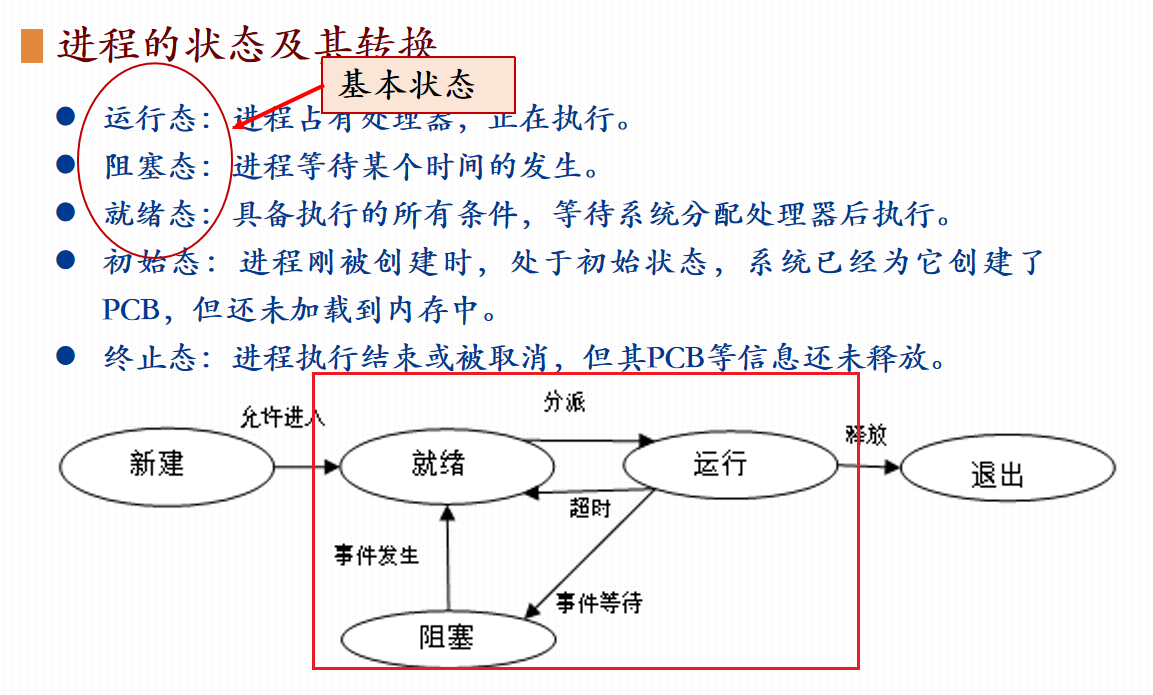 进程的状态及其转换
基本状态
运行态：进程占有处理器，正在执行。
阻塞态：进程等待某个时间的发生。
就绪态：具备执行的所有条件，等待系统分配处理器后执行。
初始态：进程刚被创建时，处于初始状态，系统已经为它创建了
PCB，但还未加载到内存中。
终止态：进程执行结束或被取消，但其PCB等信息还未释放。
允许进入
分派
释放
新建
就绪
运行
退出
超时
事件发生
事件等待
阻塞